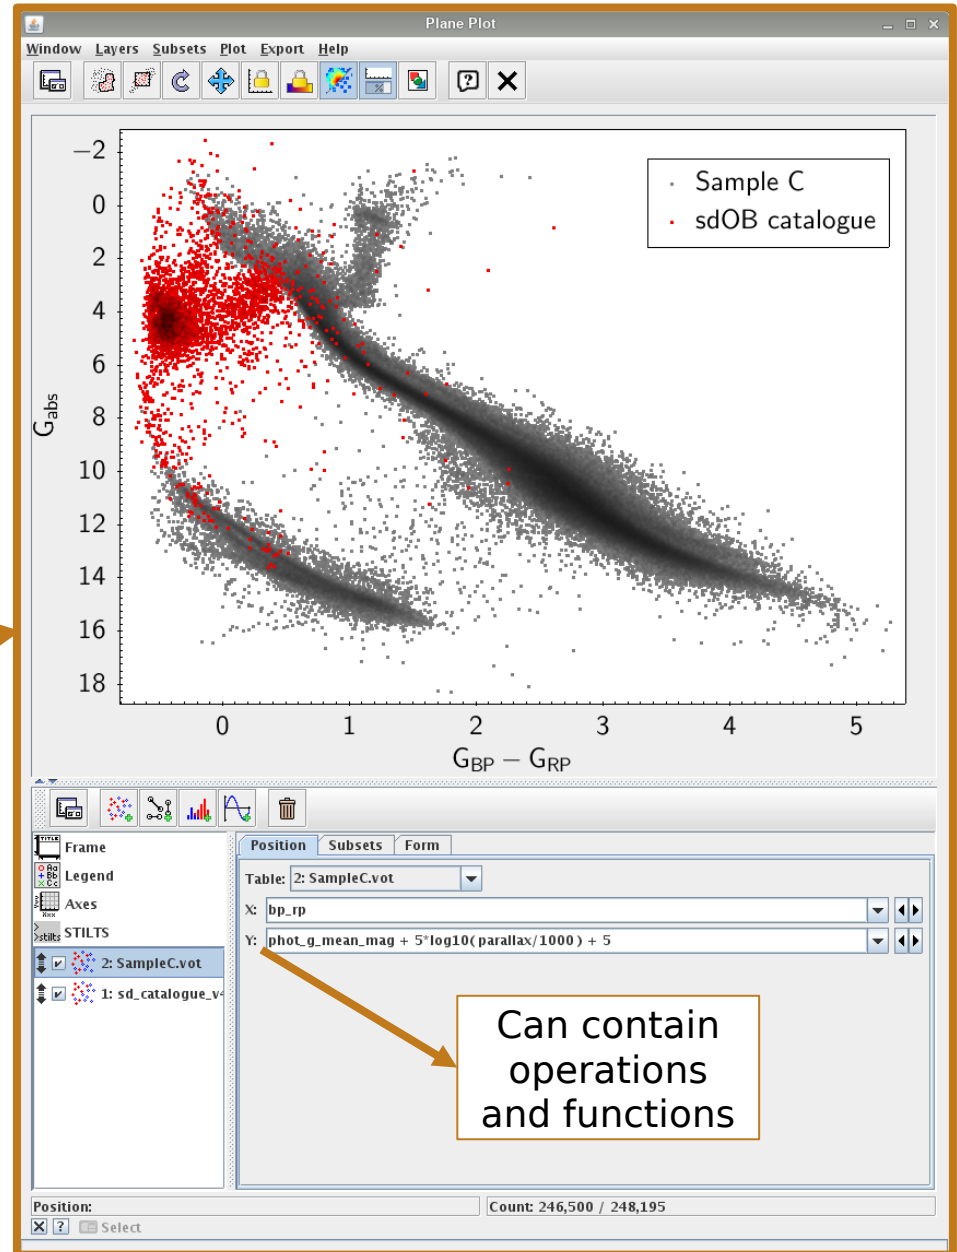 Plane Plot
Window Layers Subsets Plot Export Help
−2
0
2
4
6
8
10
12
14
16
18
G_abs
Sample C
sdOB catalogue
0 1 2 3 4 5
G_BP − G_RP
Frame
Legend
Axes
STILTS
2: SampleC.vot
1: sd_catalogue_v
Position Subsets Form
Table: 2: SampleC.vot
X: bp_rp
Y: phot_g_mean_mag + 5*log10( parallax/1000 ) + 5
Can contain
operations
and functions
Position:
Count: 246,500 / 248,195
Select